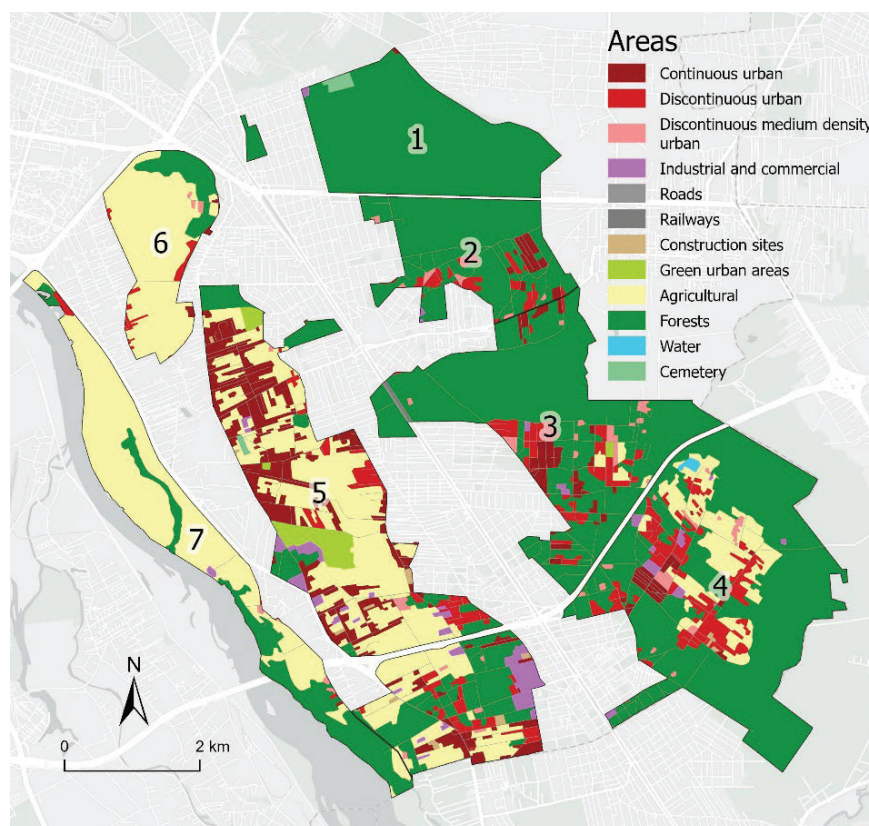 Areas
Continuous urban
Discontinuous urban
Discontinuous medium density
urban
Industrial and commercial
Roads
Railways
Construction sites
Green urban areas
Agricultural
Forests
Water
Cemetery
1
2
6
3
5
7
4
N
0 2 km